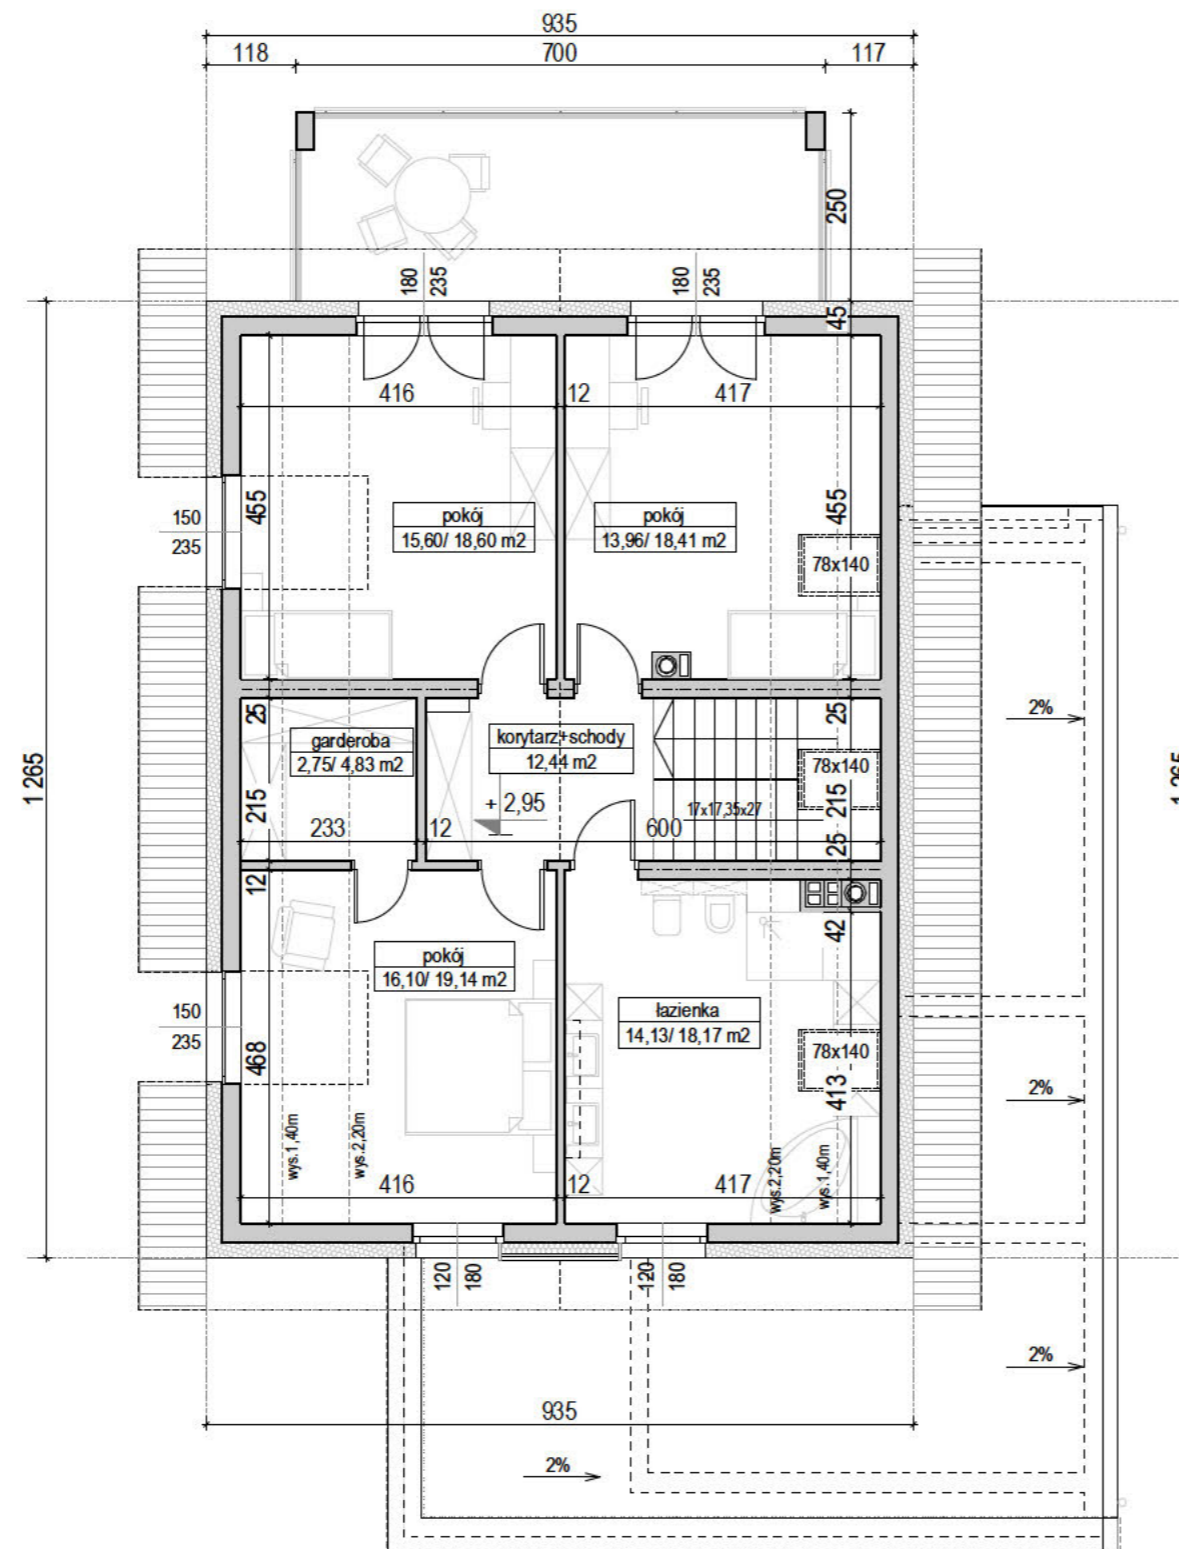 935
118 700 117
250
180 235
180 235
45
416 12 417
455
455
150
235
pokój
15,60/ 18,60 m2
pokój
13,96/ 18,41 m2
78x140
2%
25
25
garderoba
2,75/ 4,83 m2
korytarz+schody
12,44 m2
78x140
1 265
1 265
215
215
+ 2,95
17x17,35x27
233 12 600
25
12
42
pokój
16,10/ 19,14 m2
150
235
łazienka
14,13/ 18,17 m2
78x140
468
413
2%
wys.1,40m
wys.2,20m
wys.2,20m
wys.1,40m
416 12 417
120 180
120 180
2%
935
2%